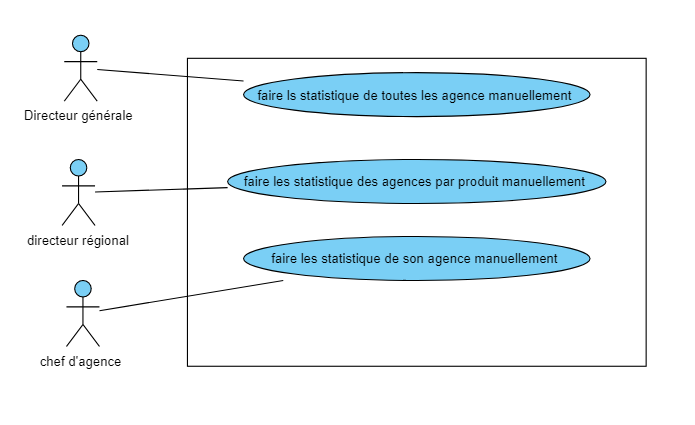 Directeur générale
faire ls statistique de toutes les agence manuellement
directeur régional
faire les statistique des agences par produit manuellement
chef d'agence
faire les statistique de son agence manuellement